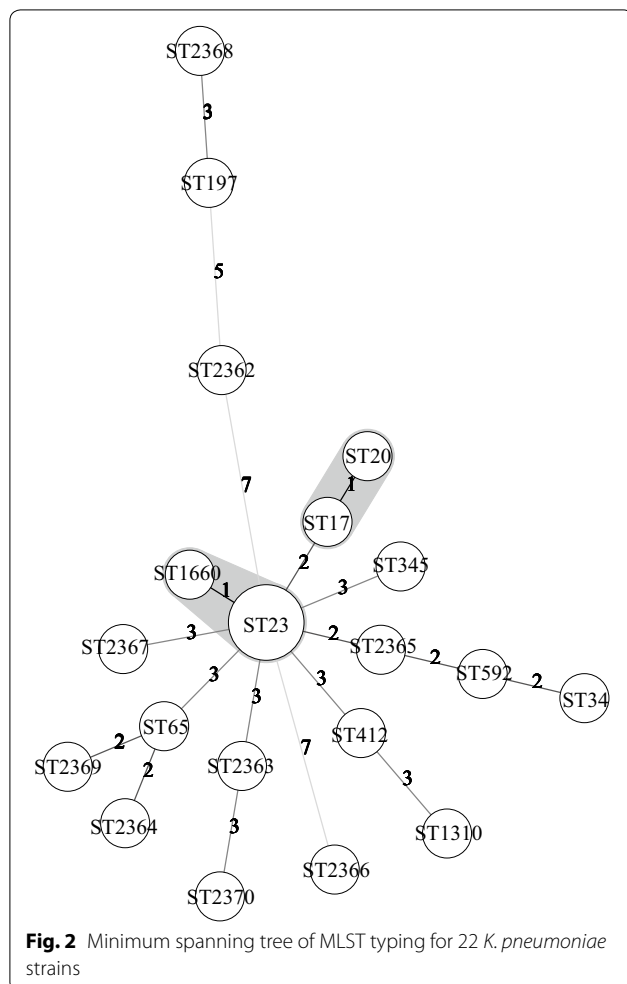 ST2368
3
ST197
5
ST2362
7
ST20
1
ST17
2
ST345
3
ST1660
1
ST23
ST2367
3
2
ST2365
2
ST592
2
ST34
3
ST65
3
3
ST412
2
ST2369
2
ST2364
ST2363
7
3
ST1310
3
ST2366
ST2370
Fig. 2 Minimum spanning tree of MLST typing for 22 K. pneumoniae
strains